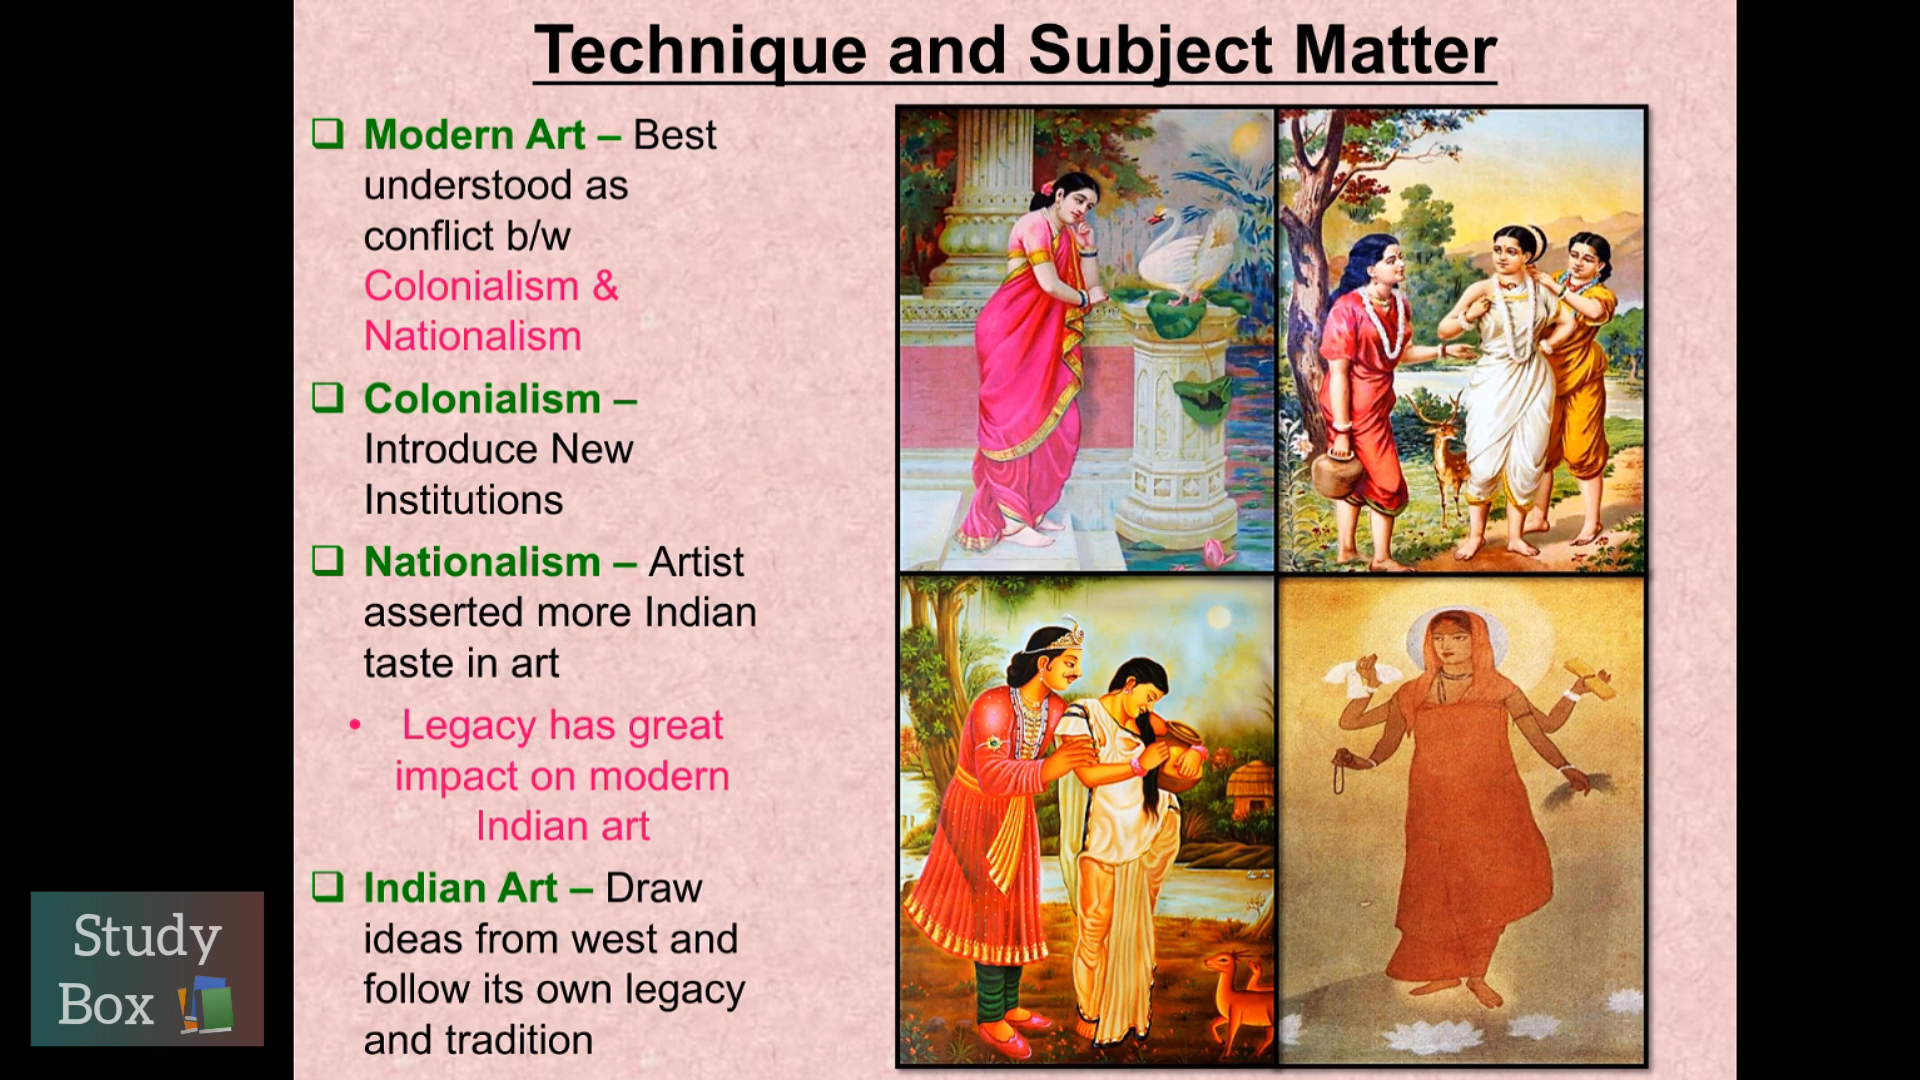 Technique and Subject Matter
❑ Modern Art – Best
understood as
conflict b/w
Colonialism &
Nationalism
❑ Colonialism –
Introduce New
Institutions
❑ Nationalism – Artist
asserted more Indian
taste in art
• Legacy has great
impact on modern
Indian art
❑ Indian Art – Draw
ideas from west and
follow its own legacy
and tradition
Study
Box